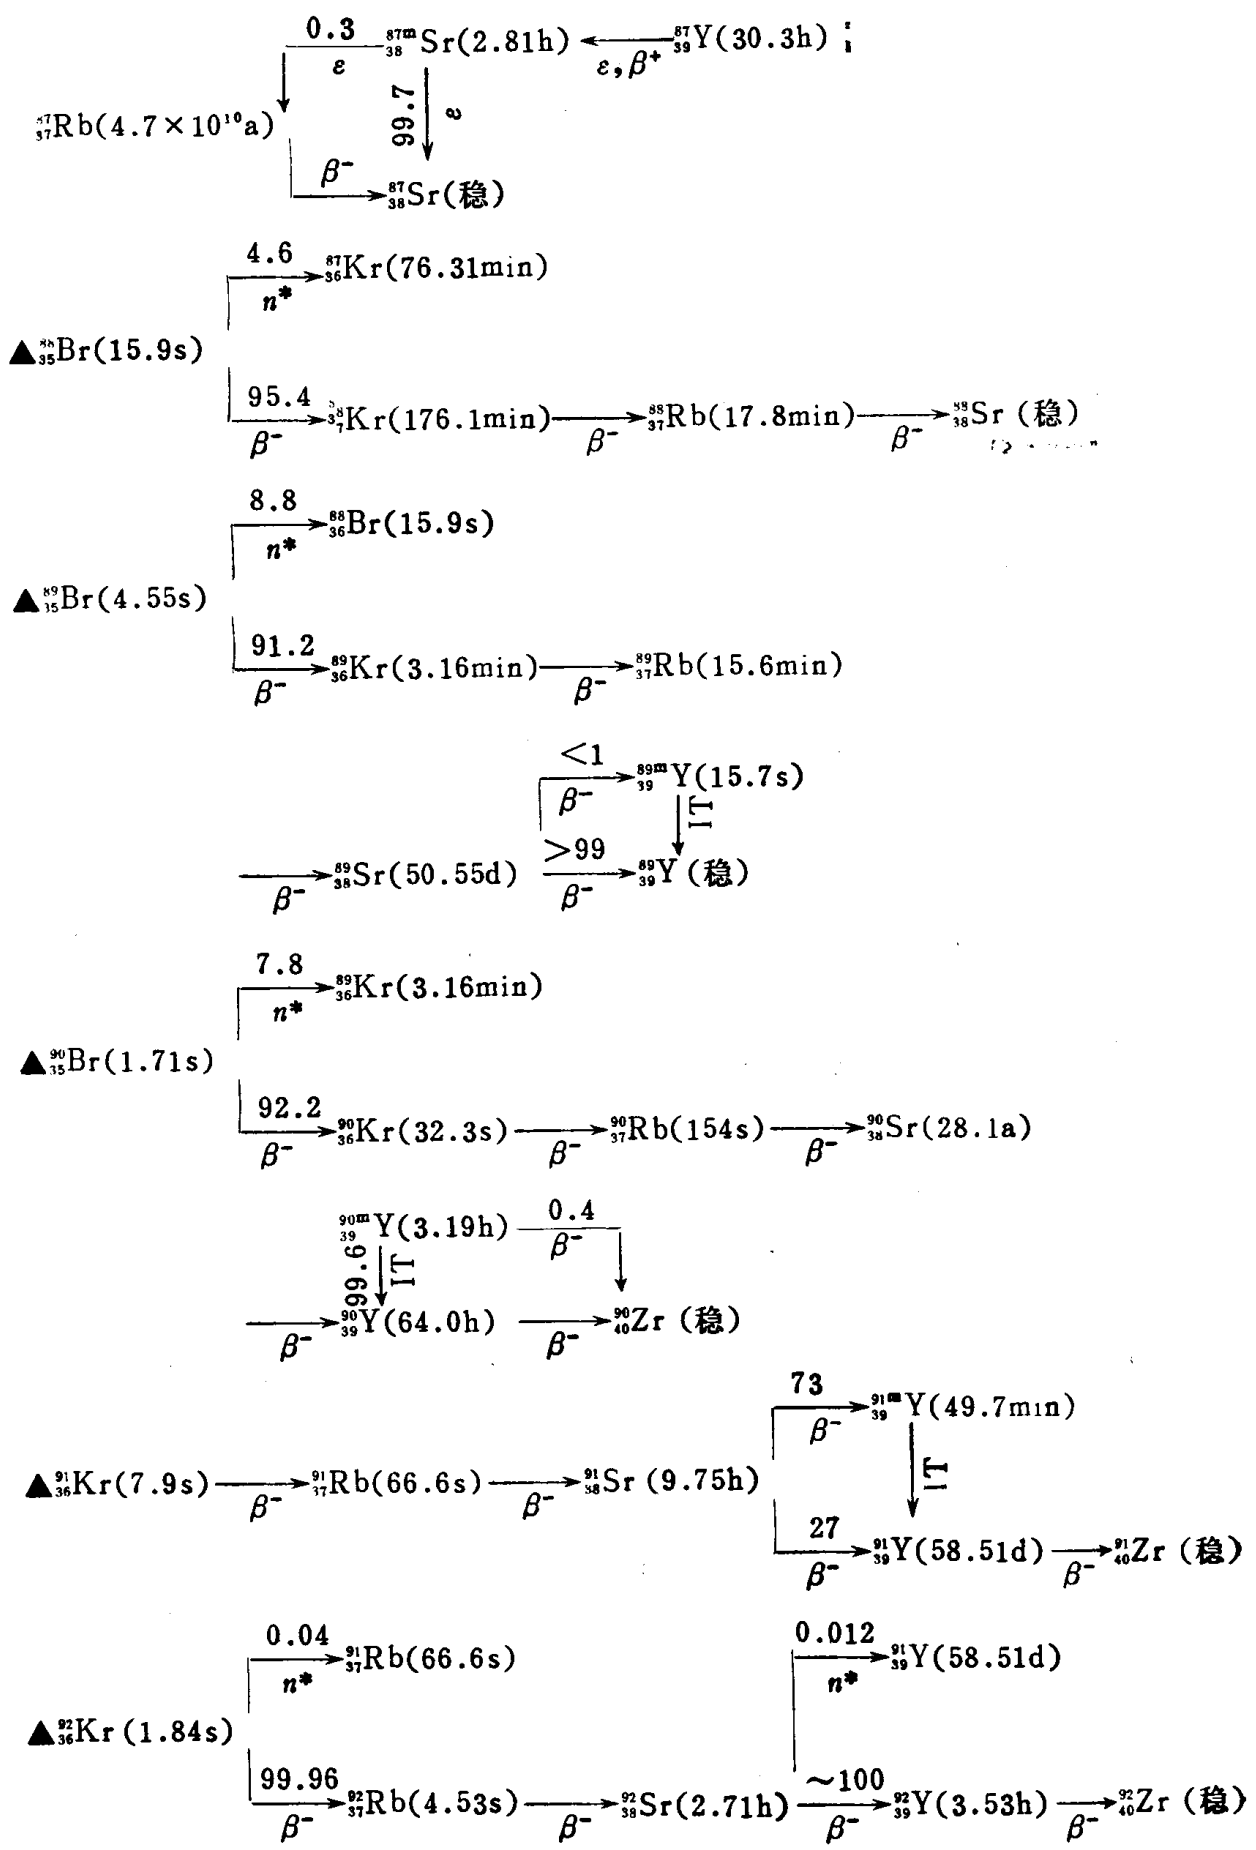 0.3 87m38Sr(2.81h) 8739Y(30.3h)
ε ε,β+
99.7 e
8737Rb(4.7×10¹⁰a)
β− 8738Sr(稳)
4.6 8736Kr(76.31min)
n*
▲8835Br(15.9s)
95.4 Kr(176.1min) 8837Rb(17.8min) 8838Sr(稳)
β− β− β−
8.8 8836Br(15.9s)
n*
▲8935Br(4.55s)
91.2 8936Kr(3.16min) 8937Rb(15.6min)
β− β−
<1 89m39Y(15.7s)
β− IT
8938Sr(50.55d) >99 8939Y(稳)
β− β−
7.8 8936Kr(3.16min)
n*
▲9035Br(1.71s)
92.2 9036Kr(32.3s) 9037Rb(154s) 9038Sr(28.1a)
β− β− β−
90m39Y(3.19h) 0.4
β−
99.6 IT
9039Y(64.0h) 9040Zr(稳)
β− β−
73 91m39Y(49.7min)
β−
▲9136Kr(7.9s) 9137Rb(66.6s) 9138Sr(9.75h) IT
β− β−
27 9139Y(58.51d) 9140Zr(稳)
β− β−
0.04 9137Rb(66.6s) 0.012 9139Y(58.51d)
n* n*
▲9236Kr(1.84s)
99.96 9237Rb(4.53s) 9238Sr(2.71h) ~100 9239Y(3.53h) 9240Zr(稳)
β− β− β− β−